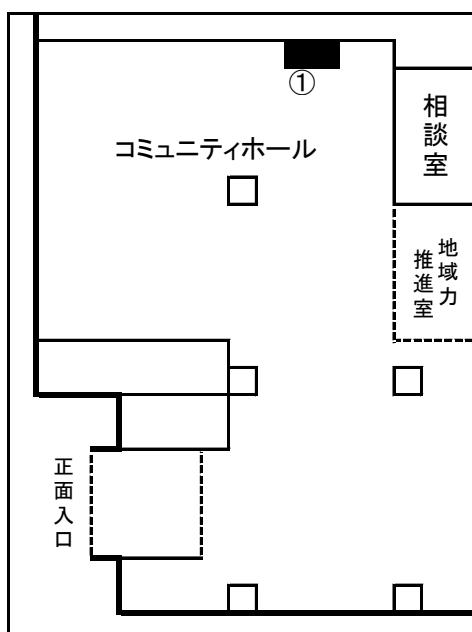 ①
コミュニティホール
相談室
地域力
推進室
正面入口